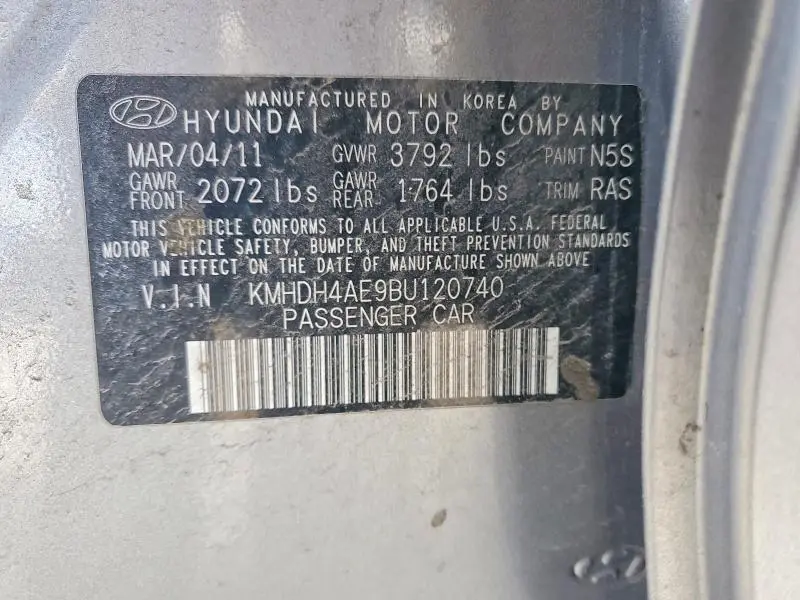 MANUFACTURED IN KOREA BY
HYUNDAI MOTOR COMPANY
MAR/04/11 GVWR 3792 lbs PAINT N5S
GAWR FRONT 2072 lbs GAWR REAR 1764 lbs TRIM RAS
THIS VEHICLE CONFORMS TO ALL APPLICABLE U.S.A. FEDERAL
MOTOR VEHICLE SAFETY, BUMPER, AND THEFT PREVENTION STANDARDS
IN EFFECT ON THE DATE OF MANUFACTURE SHOWN ABOVE
V.I.N KMHDH4AE9BU120740
PASSENGER CAR